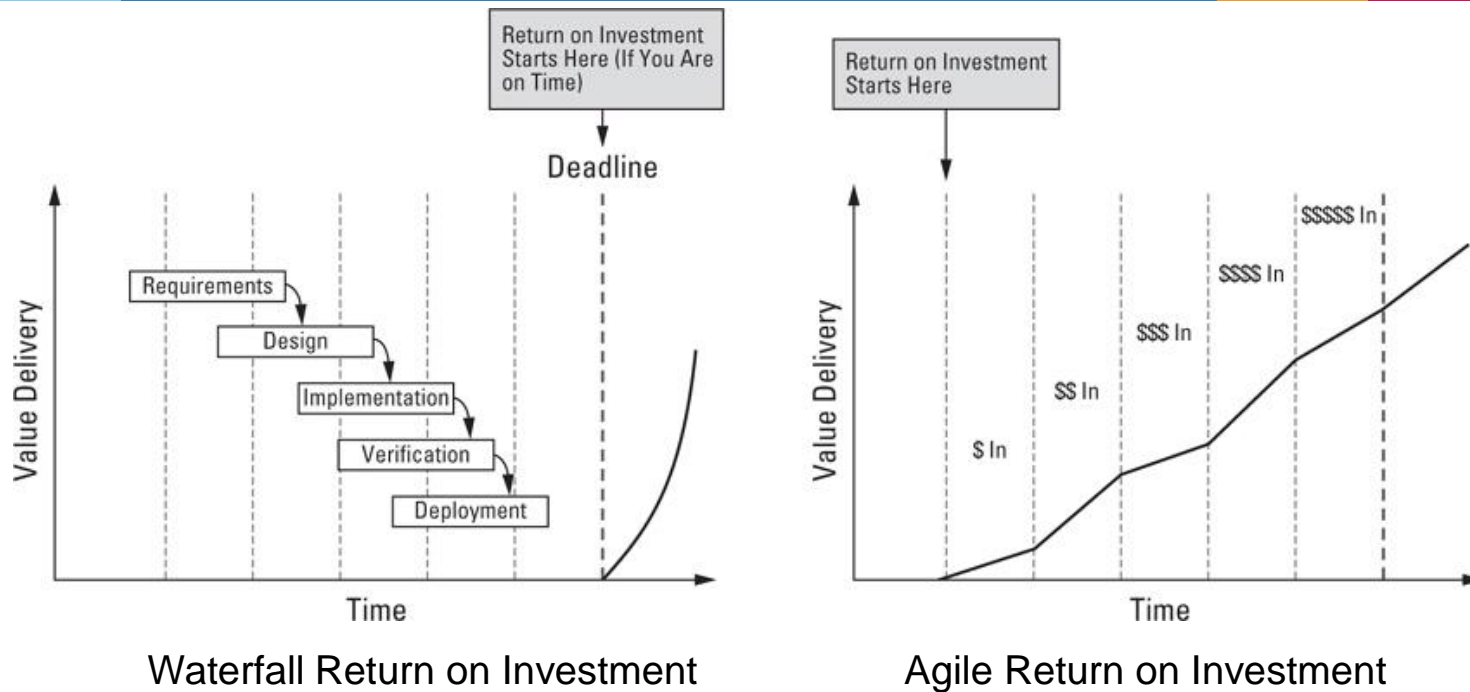 Return on Investment
Starts Here (If You Are
on Time)
Deadline
Value Delivery
Requirements
Design
Implementation
Verification
Deployment
Time
Waterfall Return on Investment
Return on Investment
Starts Here
Value Delivery
$ In
$$ In
$$$ In
$$$$ In
$$$$$ In
Time
Agile Return on Investment